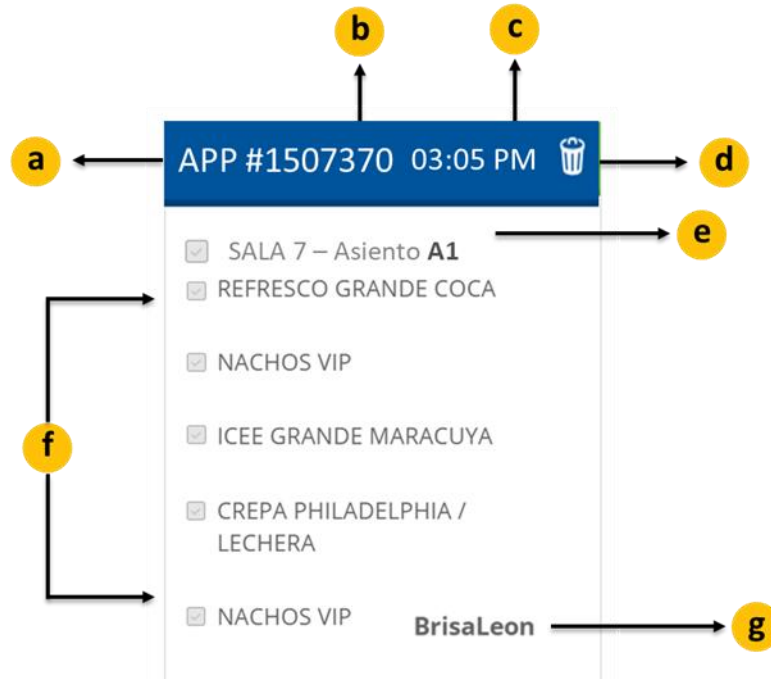 b c
a APP #1507370 03:05 PM d
SALA 7 – Asiento A1 e
REFRESCO GRANDE COCA
NACHOS VIP
ICEE GRANDE MARACUYA
f
CREPA PHILADELPHIA /
LECHERA
NACHOS VIP
BrisaLeon g